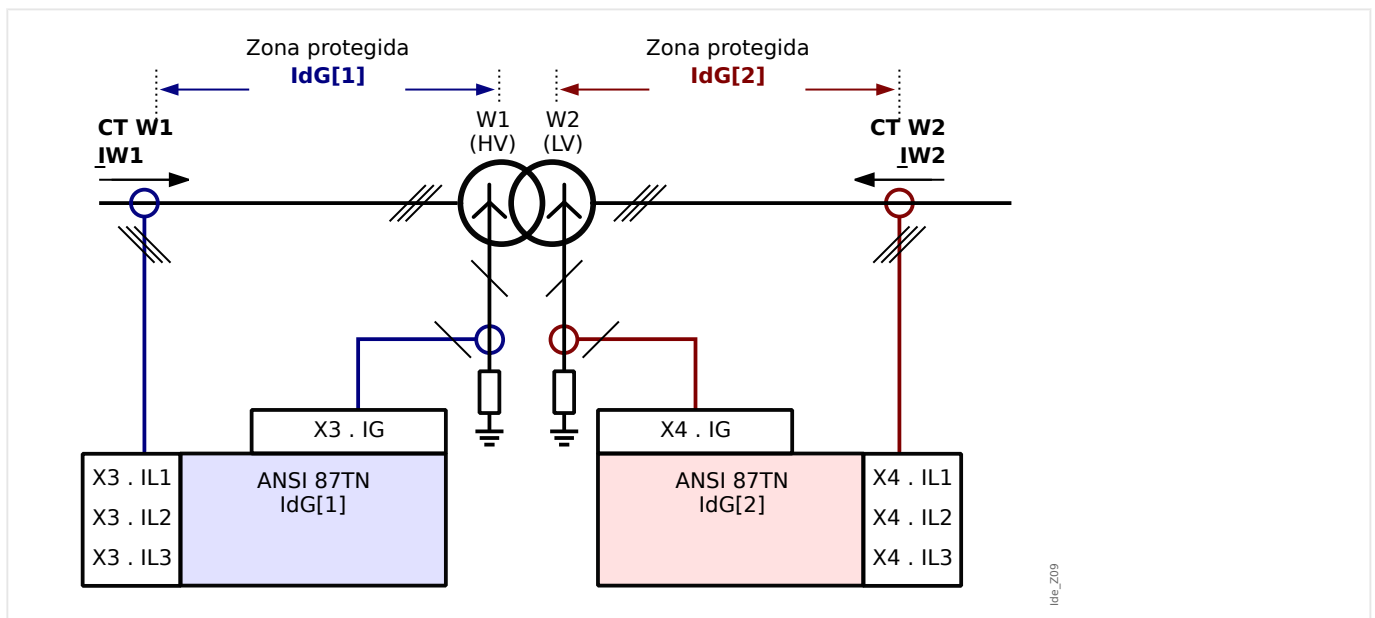 Zona protegida
IdG[1]
Zona protegida
IdG[2]
CT W1
IW1
W1
(HV)
W2
(LV)
CT W2
IW2
X3 . IG
X4 . IG
X3 . IL1
X3 . IL2
X3 . IL3
ANSI 87TN
IdG[1]
ANSI 87TN
IdG[2]
X4 . IL1
X4 . IL2
X4 . IL3
Ide_Z09